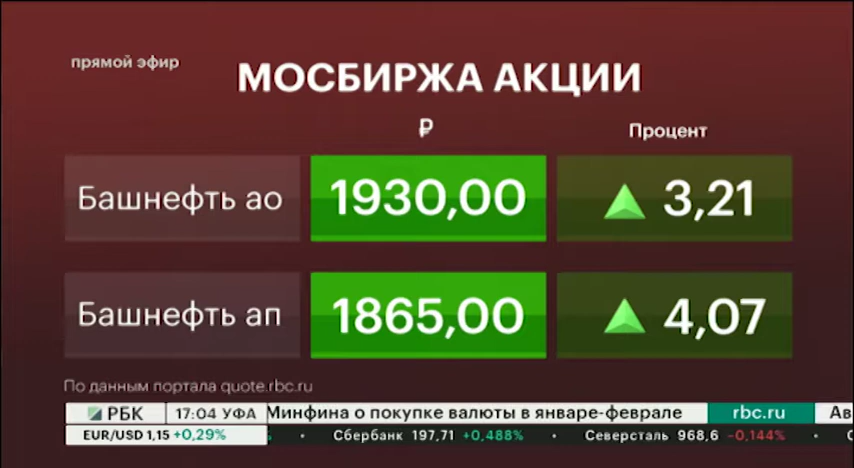 прямой эфир
МОСБИРЖА АКЦИИ
₽ Процент
Башнефть ао 1930,00 3,21
Башнефть ап 1865,00 4,07
По данным портала quote.rbc.ru
РБК 17:04 УФА Минфина о покупке валюты в январе-феврале rbc.ru Ав
EUR/USD 1,15 +0,29% % • Сбербанк 197,71 +0,488% • Северсталь 968,6 -0,144% • С